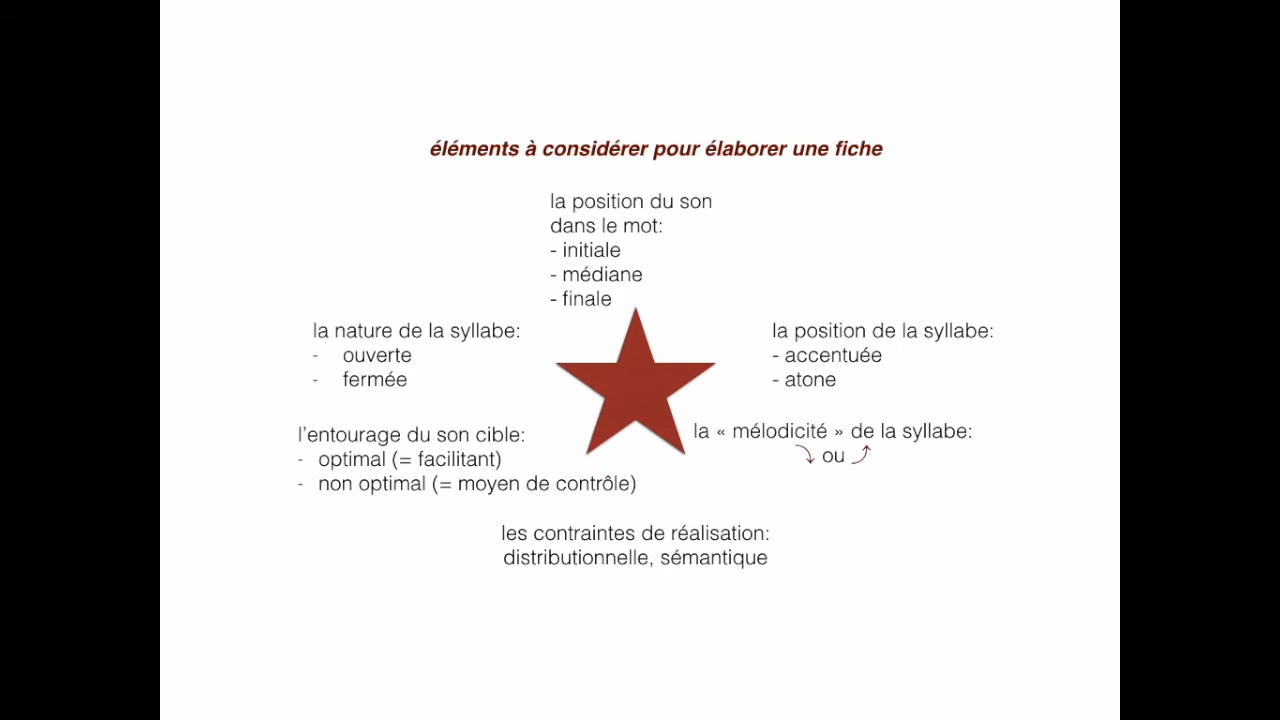 éléments à considérer pour élaborer une fiche
la position du son
dans le mot:
- initiale
- médiane
- finale
la nature de la syllabe:
- ouverte
- fermée
la position de la syllabe:
- accentuée
- atone
l'entourage du son cible:
- optimal (= facilitant)
- non optimal (= moyen de contrôle)
la « mélodicité » de la syllabe:
ou
les contraintes de réalisation:
distributionnelle, sémantique